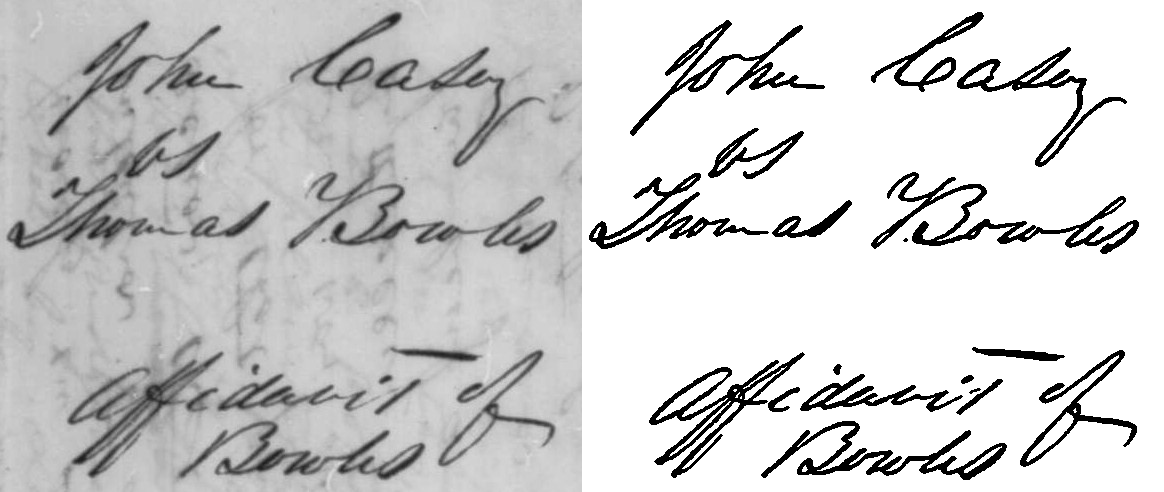 John Casey
vs
Thomas Y. Bowles
Affidavit of
Bowles
John Casey
vs
Thomas Y. Bowles
Affidavit of
Bowles